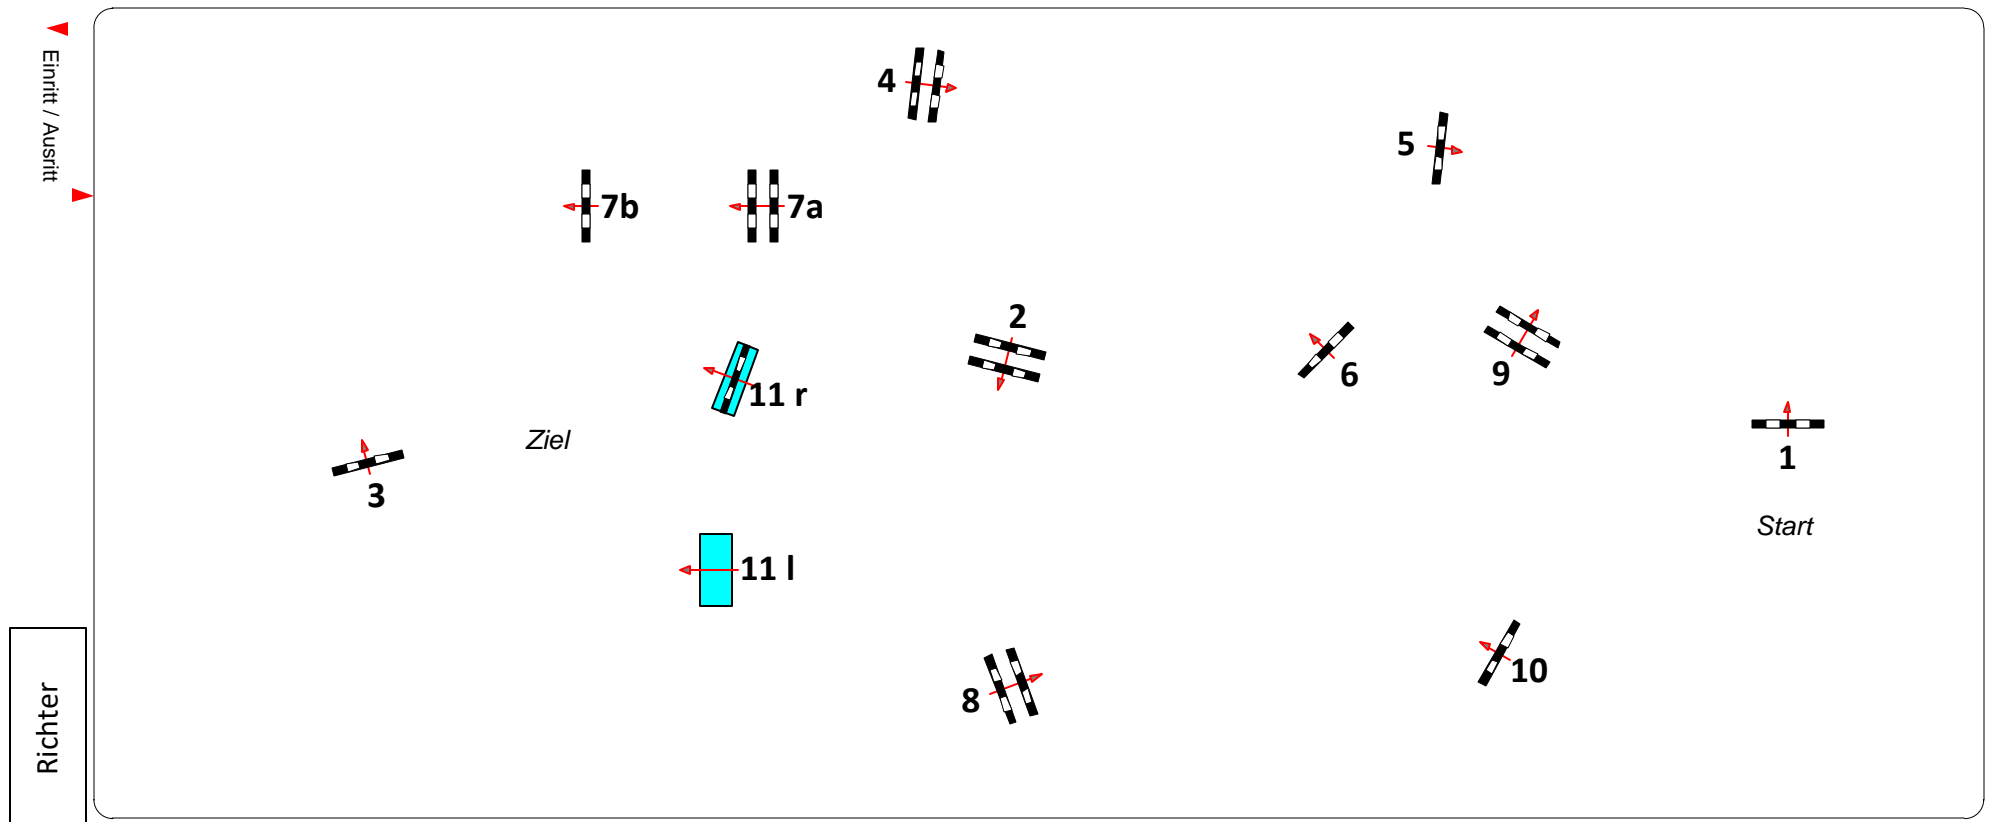 Einritt / Ausritt
4
5
7b
7a
2
6
9
11 r
Ziel
1
3
Start
11 l
10
8
Richter